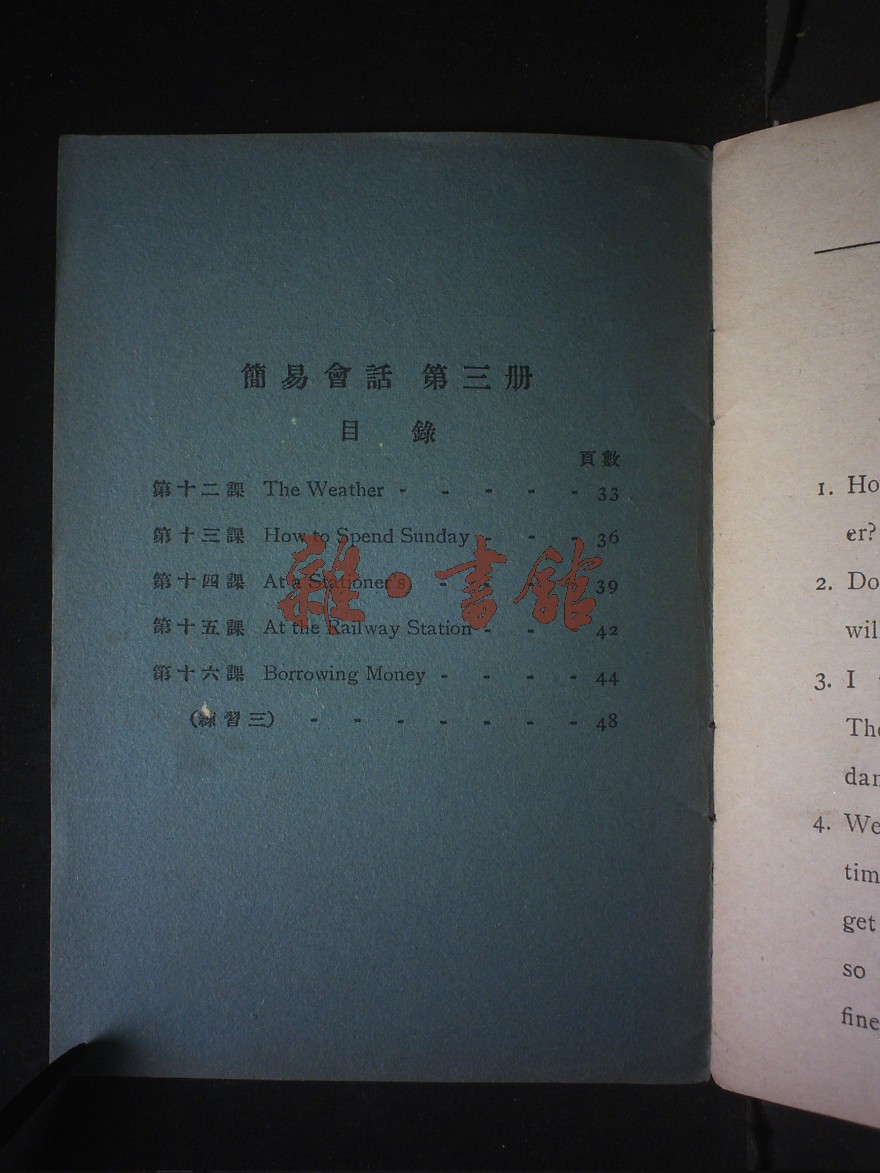 簡易會話 第三册
目 錄
頁數
第十二課 The Weather - - - - - 33
第十三課 How to Spend Sunday - - - 36
第十四課 At a Stationer's - - - - 39
第十五課 At the Railway Station - - - 42
第十六課 Borrowing Money - - - - 44
(練習三) - - - - - - - 48
雜·書館
1. Ho
er?
2. Do
wil
3. I
The
dan
4. We
tim
get
so
fine